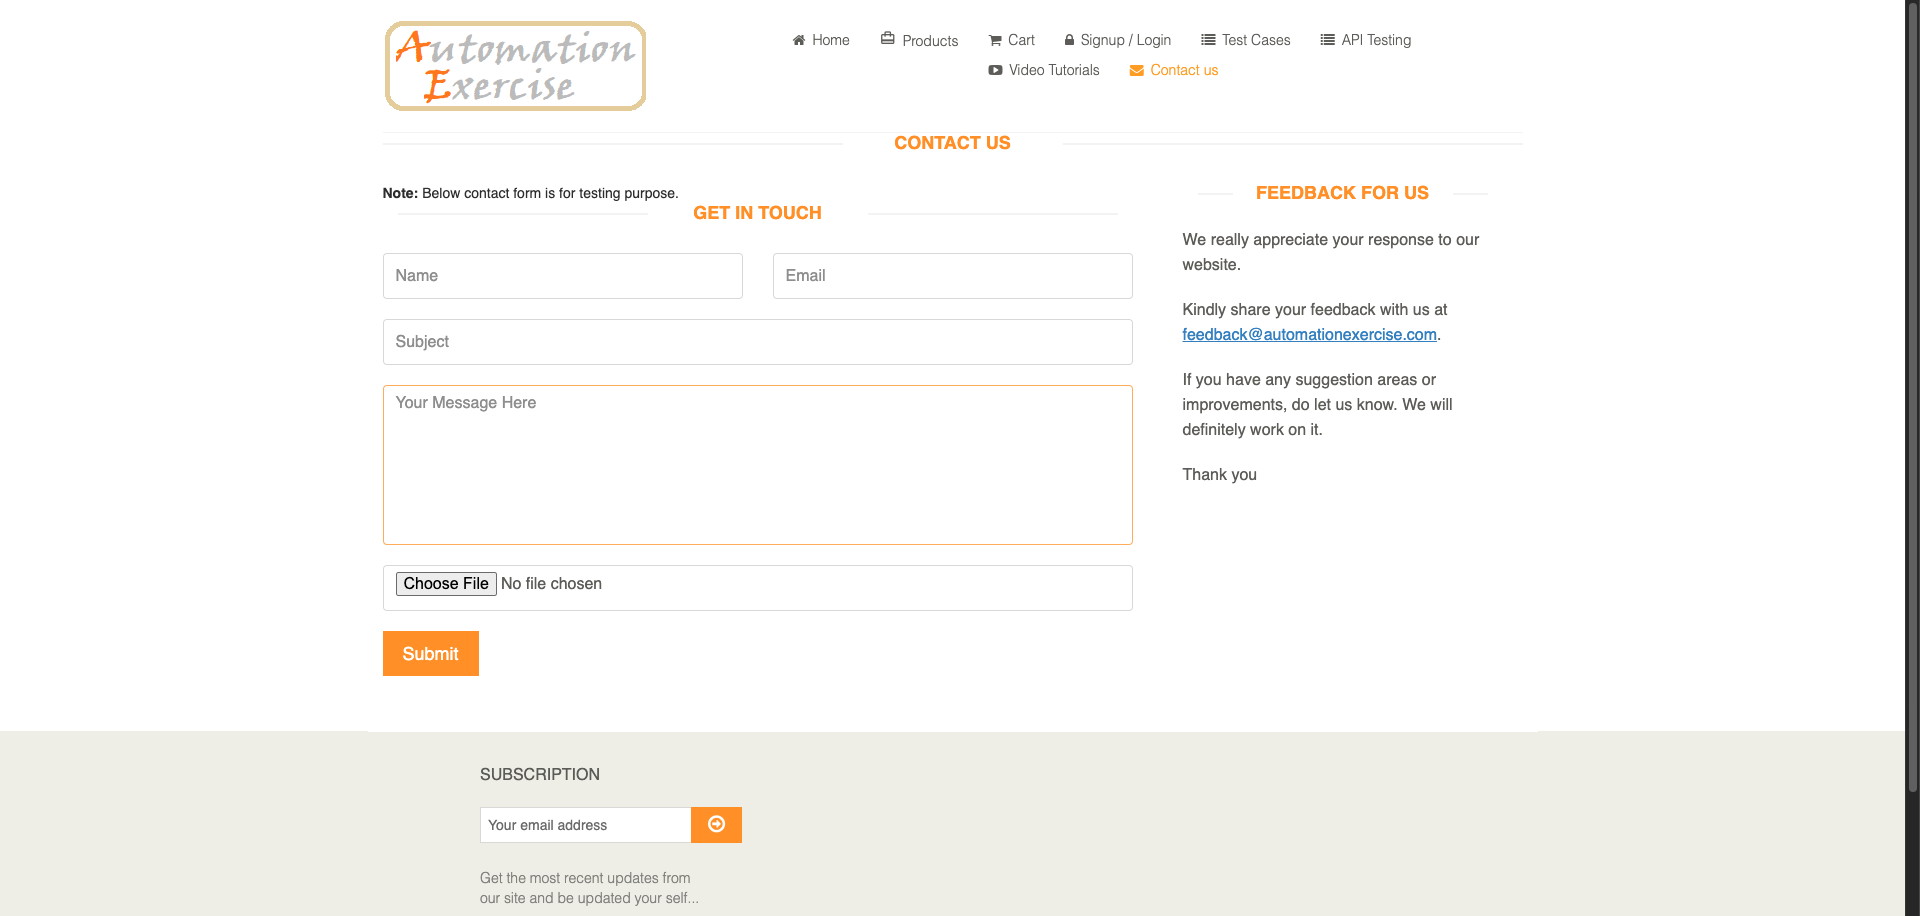 Automation
Exercise
Home
Products
Cart
Signup / Login
Test Cases
API Testing
Video Tutorials
Contact us
CONTACT US
Note: Below contact form is for testing purpose.
GET IN TOUCH
Name
Email
Subject
Your Message Here
Choose File No file chosen
Submit
FEEDBACK FOR US
We really appreciate your response to our
website.
Kindly share your feedback with us at
feedback@automationexercise.com.
If you have any suggestion areas or
improvements, do let us know. We will
definitely work on it.
Thank you
SUBSCRIPTION
Your email address
Get the most recent updates from
our site and be updated your self...